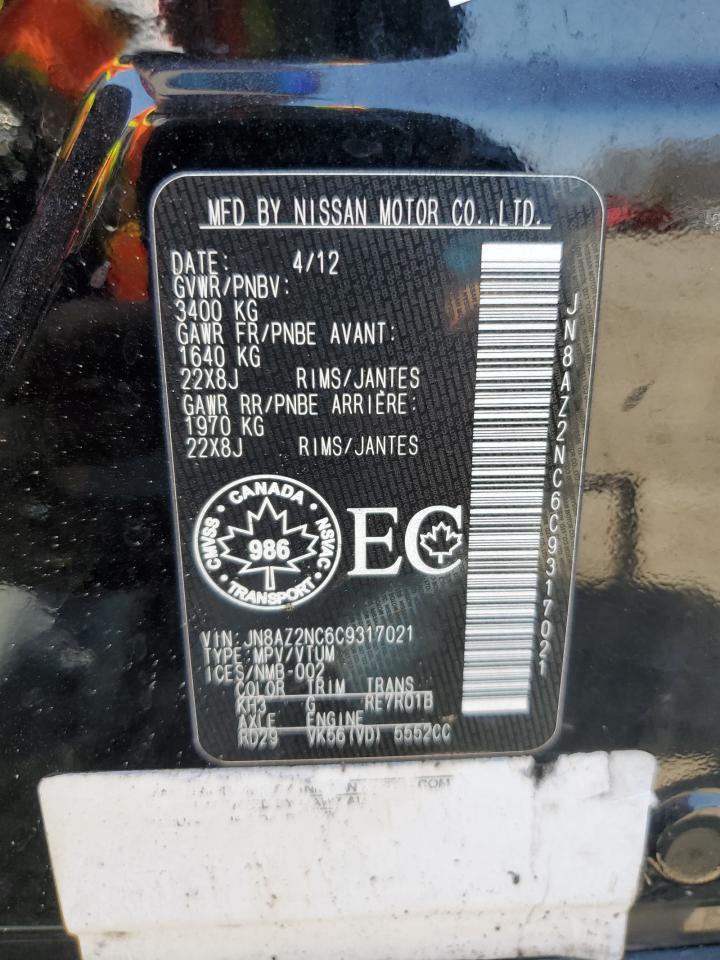 MFD BY NISSAN MOTOR CO.,LTD.
DATE: 4/12
GVWR/PNBV:
3400 KG
GAWR FR/PNBE AVANT:
1640 KG
22X8J RIMS/JANTES
GAWR RR/PNBE ARRIÈRE:
1970 KG
22X8J RIMS/JANTES
JN8AZ2NC6C9317021
CANADA
CMVSS 986 NSVAC
TRANSPORT
EC
VIN: JN8AZ2NC6C9317021
TYPE: MPV/VTUM
ICES/NMB-002
COLOR TRIM TRANS
KH3 G RE7R01B
AXLE ENGINE
RD29 VK56(VD) 5552CC